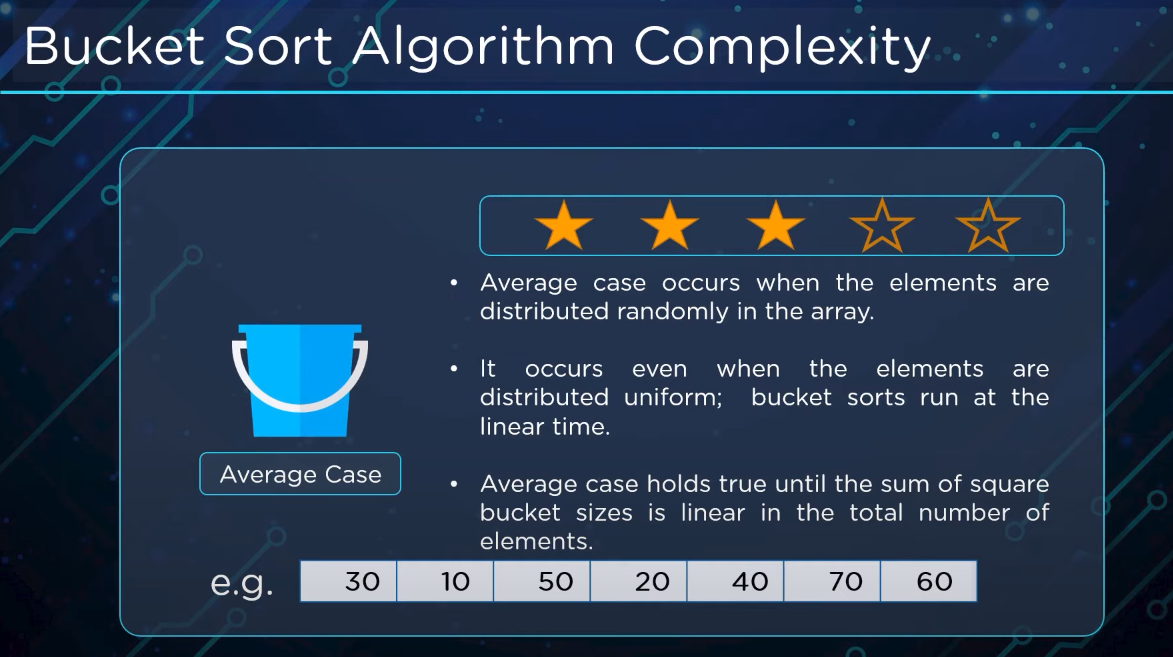 Bucket Sort Algorithm Complexity
• Average case occurs when the elements are
distributed randomly in the array.
• It occurs even when the elements are
distributed uniform; bucket sorts run at the
linear time.
Average Case
• Average case holds true until the sum of square
bucket sizes is linear in the total number of
elements.
e.g. 30 10 50 20 40 70 60